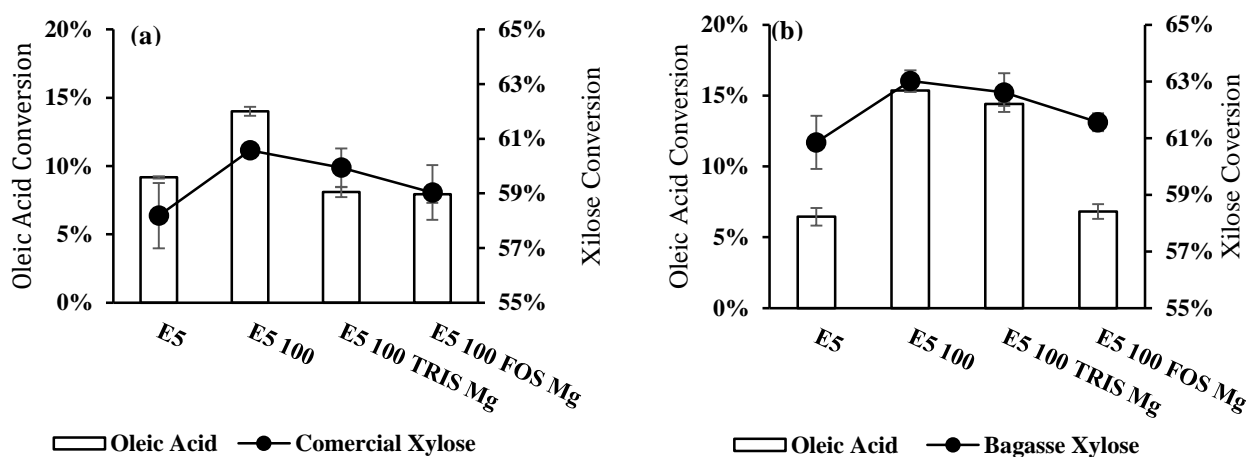 (a)
20%
15%
10%
5%
0%
Oleic Acid Conversion
65%
63%
61%
59%
57%
55%
Xilose Conversion
E5
E5 100
E5 100 TRIS Mg
E5 100 FOS Mg
Oleic Acid
Comercial Xylose
(b)
20%
15%
10%
5%
0%
Oleic Acid Conversion
65%
63%
61%
59%
57%
55%
Xilose Coversion
E5
E5 100
E5 100 TRIS Mg
E5 100 FOS Mg
Oleic Acid
Bagasse Xylose